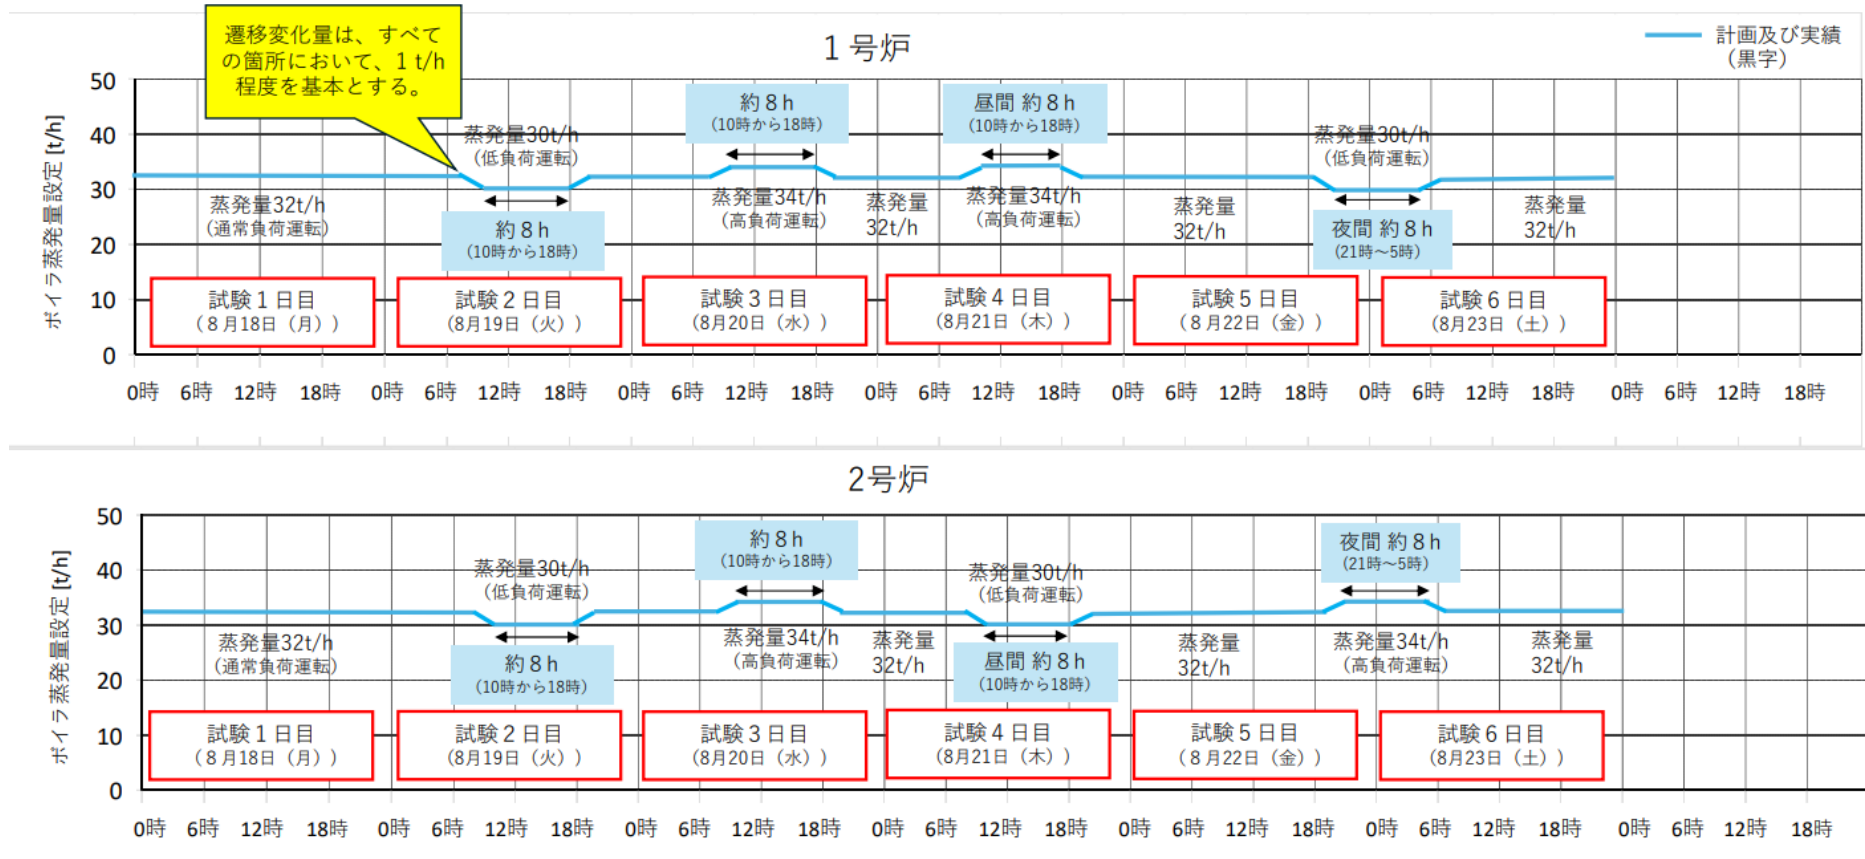 遷移変化量は、すべて
の箇所において、1 t/h
程度を基本とする。
1号炉
計画及び実績
（黒字）
ボイラ蒸発量設定 [t/h]
50
40
30
20
10
0
蒸発量32t/h
（通常負荷運転）
蒸発量30t/h
（低負荷運転）
約8h
（10時から18時）
約8h
（10時から18時）
蒸発量34t/h
（高負荷運転）
蒸発量
32t/h
昼間 約8h
（10時から18時）
蒸発量34t/h
（高負荷運転）
蒸発量
32t/h
蒸発量30t/h
（低負荷運転）
夜間 約8h
（21時～5時）
蒸発量
32t/h
試験1日目
（8月18日（月））
試験2日目
（8月19日（火））
試験3日目
（8月20日（水））
試験4日目
（8月21日（木））
試験5日目
（8月22日（金））
試験6日目
（8月23日（土））
0時 6時 12時 18時 0時 6時 12時 18時 0時 6時 12時 18時 0時 6時 12時 18時 0時 6時 12時 18時 0時 6時 12時 18時 0時 6時 12時 18時
2号炉
ボイラ蒸発量設定 [t/h]
50
40
30
20
10
0
蒸発量32t/h
（通常負荷運転）
蒸発量30t/h
（低負荷運転）
約8h
（10時から18時）
約8h
（10時から18時）
蒸発量34t/h
（高負荷運転）
蒸発量
32t/h
蒸発量30t/h
（低負荷運転）
昼間 約8h
（10時から18時）
蒸発量
32t/h
夜間 約8h
（21時～5時）
蒸発量34t/h
（高負荷運転）
蒸発量
32t/h
試験1日目
（8月18日（月））
試験2日目
（8月19日（火））
試験3日目
（8月20日（水））
試験4日目
（8月21日（木））
試験5日目
（8月22日（金））
試験6日目
（8月23日（土））
0時 6時 12時 18時 0時 6時 12時 18時 0時 6時 12時 18時 0時 6時 12時 18時 0時 6時 12時 18時 0時 6時 12時 18時 0時 6時 12時 18時